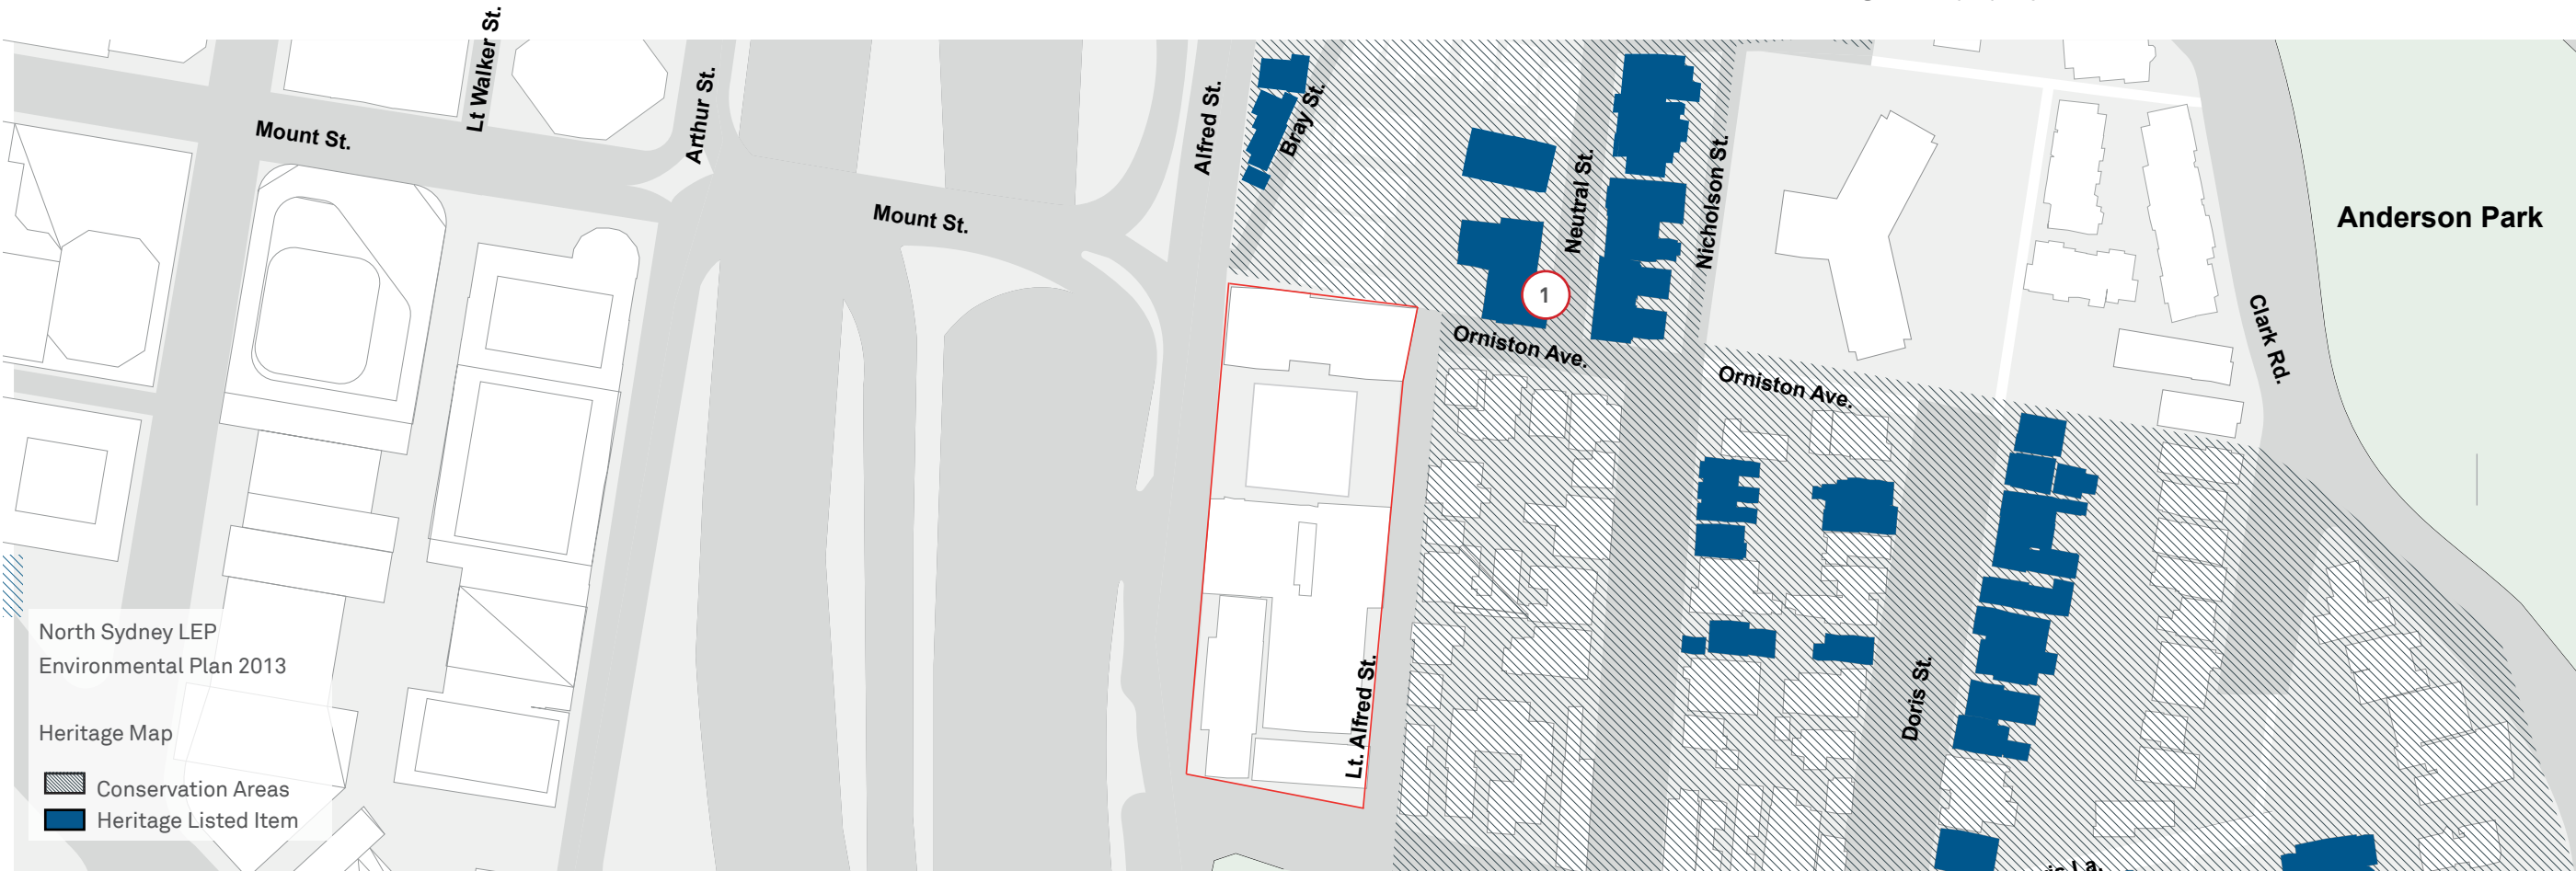 Lt Walker St.
Mount St.
Arthur St.
Alfred St.
Bray St.
Mount St.
Neutral St.
Nicholson St.
Anderson Park
1
Orniston Ave.
Orniston Ave.
Clark Rd.
Lt. Alfred St.
Doris St.
North Sydney LEP
Environmental Plan 2013
Heritage Map
Conservation Areas
Heritage Listed Item